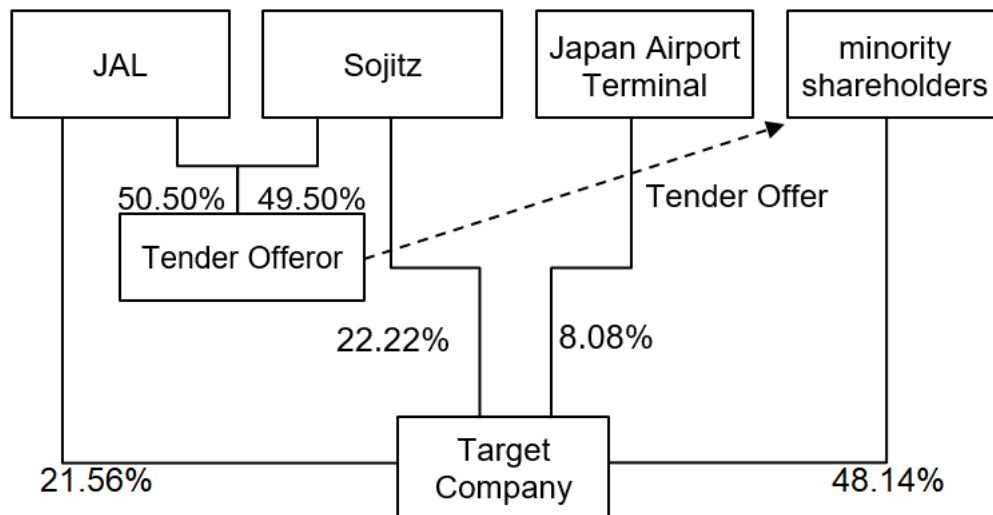 JAL
Sojitz
Japan Airport
Terminal
minority
shareholders
50.50%
49.50%
Tender Offer
Tender Offeror
22.22%
8.08%
Target
Company
21.56%
48.14%